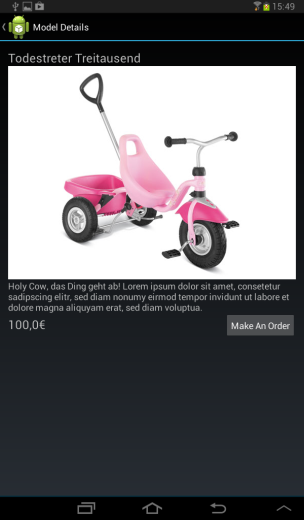 15:49
Model Details
Todestreter Treitausend
Holy Cow, das Ding geht ab! Lorem ipsum dolor sit amet, consetetur
sadipscing elitr, sed diam nonumy eirmod tempor invidunt ut labore et
dolore magna aliquyam erat, sed diam voluptua.
100,0€
Make An Order